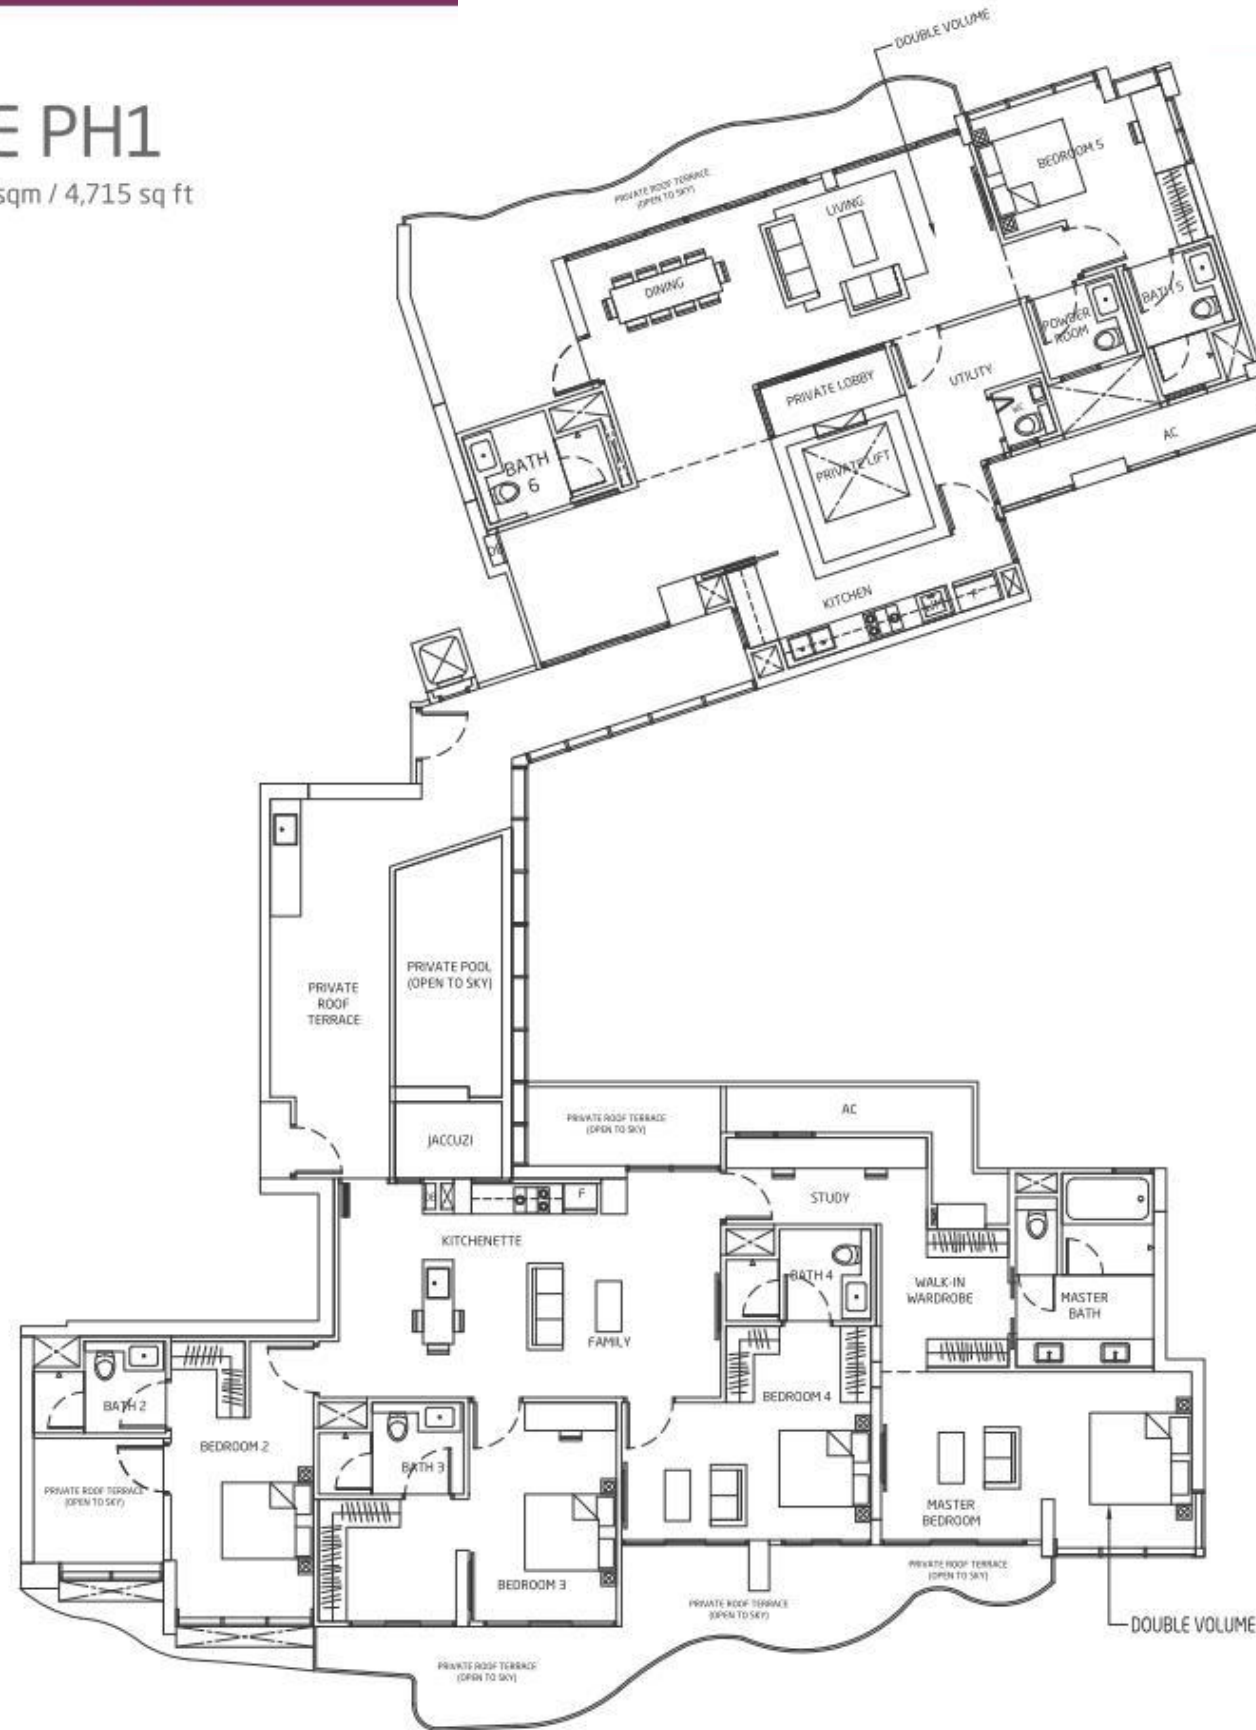 E PH1
sqm / 4,715 sq ft
DOUBLE VOLUME
PRIVATE ROOF TERRACE
(OPEN TO SKY)
BEDROOM 5
LIVING
DINING
BATH 5
POWDER
ROOM
PRIVATE LOBBY
UTILITY
WC
AC
BATH
6
PRIVATE LIFT
DB
KITCHEN
F
PRIVATE POOL
(OPEN TO SKY)
PRIVATE
ROOF
TERRACE
PRIVATE ROOF TERRACE
(OPEN TO SKY)
AC
JACCUZI
DB
F
STUDY
KITCHENETTE
BATH 4
WALK-IN
WARDROBE
MASTER
BATH
FAMILY
BATH 2
BEDROOM 4
BEDROOM 2
BATH 3
PRIVATE ROOF TERRACE
(OPEN TO SKY)
MASTER
BEDROOM
BEDROOM 3
PRIVATE ROOF TERRACE
(OPEN TO SKY)
PRIVATE ROOF TERRACE
(OPEN TO SKY)
DOUBLE VOLUME
PRIVATE ROOF TERRACE
(OPEN TO SKY)